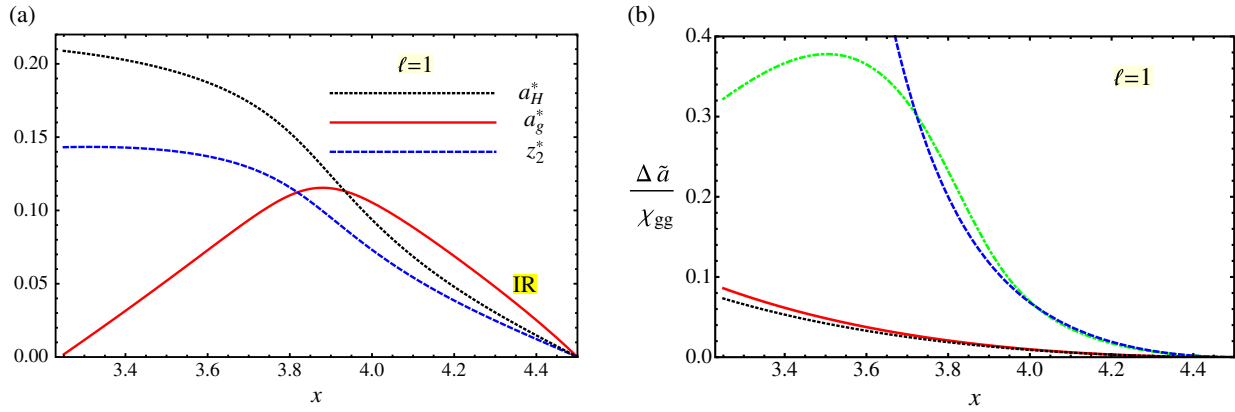 (a)
0.20
0.15
0.10
0.05
0.00
ℓ=1
a*_H
a*_g
z*_2
IR
3.4 3.6 3.8 4.0 4.2 4.4
x
(b)
0.4
0.3
0.2
0.1
0.0
Δ ã / χ_gg
ℓ=1
3.4 3.6 3.8 4.0 4.2 4.4
x